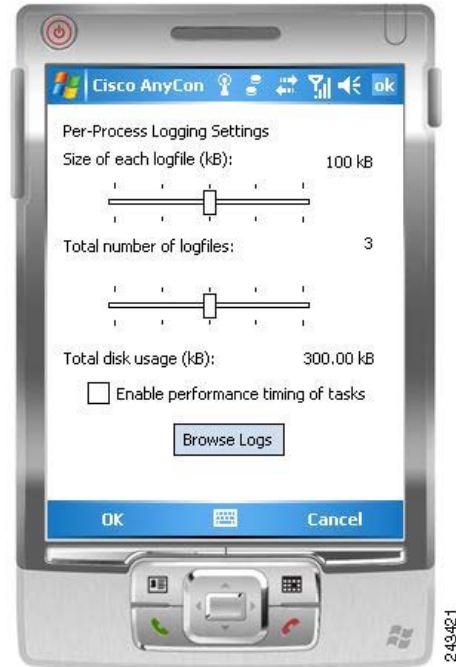 Cisco AnyCon
ok
Per-Process Logging Settings
Size of each logfile (kB): 100 kB
Total number of logfiles: 3
Total disk usage (kB): 300.00 kB
Enable performance timing of tasks
Browse Logs
OK Cancel
243421